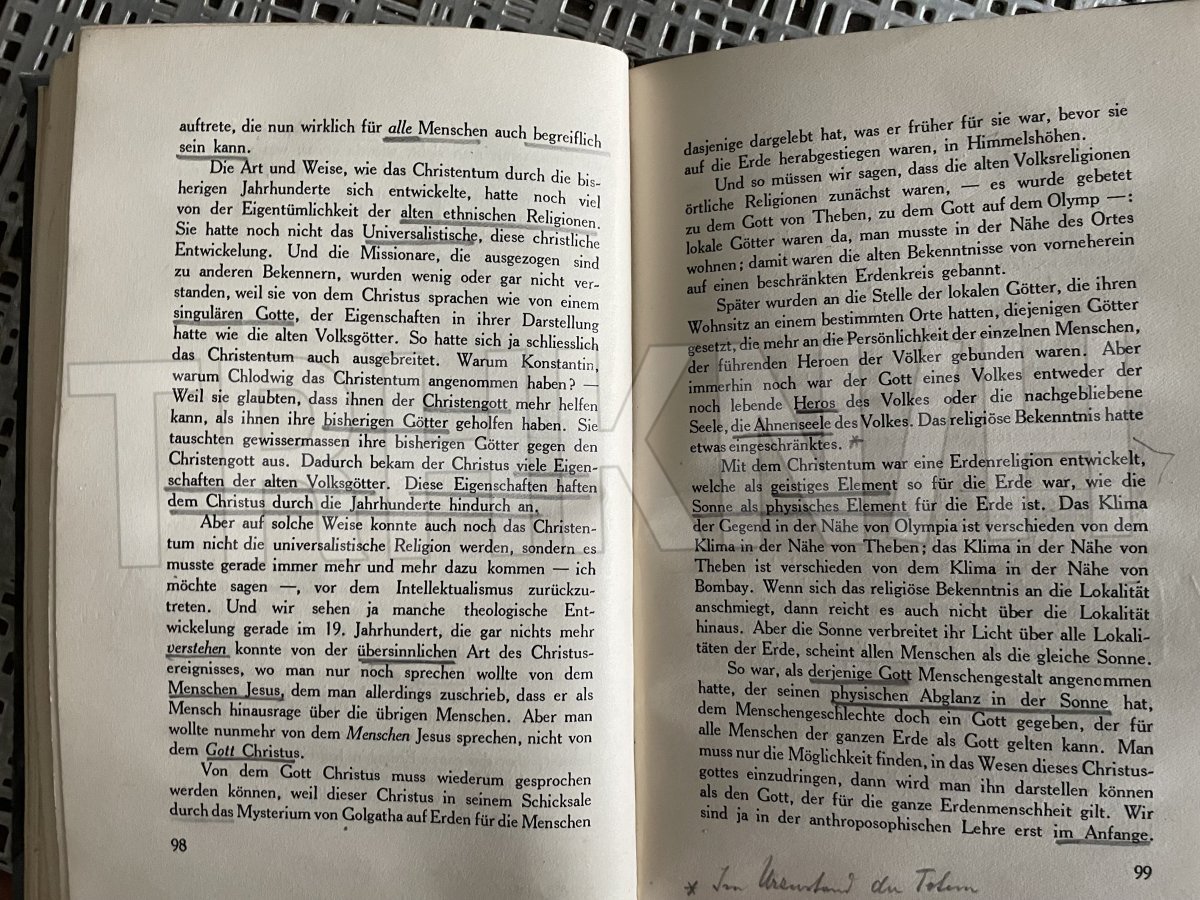 auftrete, die nun wirklich für alle Menschen auch begreiflich
sein kann.
Die Art und Weise, wie das Christentum durch die bis-
herigen Jahrhunderte sich entwickelte, hatte noch viel
von der Eigentümlichkeit der alten ethnischen Religionen.
Sie hatte noch nicht das Universalistische, diese christliche
Entwickelung. Und die Missionare, die ausgezogen sind
zu anderen Bekennern, wurden wenig oder gar nicht ver-
standen, weil sie von dem Christus sprachen wie von einem
singulären Gotte, der Eigenschaften in ihrer Darstellung
hatte wie die alten Volksgötter. So hatte sich ja schliesslich
das Christentum auch ausgebreitet. Warum Konstantin,
warum Chlodwig das Christentum angenommen haben? —
Weil sie glaubten, dass ihnen der Christengott mehr helfen
kann, als ihnen ihre bisherigen Götter geholfen haben. Sie
tauschten gewissermassen ihre bisherigen Götter gegen den
Christengott aus. Dadurch bekam der Christus viele Eigen-
schaften der alten Volksgötter. Diese Eigenschaften haften
dem Christus durch die Jahrhunderte hindurch an.
Aber auf solche Weise konnte auch noch das Christen-
tum nicht die universalistische Religion werden, sondern es
musste gerade immer mehr und mehr dazu kommen — ich
möchte sagen —, vor dem Intellektualismus zurückzu-
treten. Und wir sehen ja manche theologische Ent-
wickelung gerade im 19. Jahrhundert, die gar nichts mehr
verstehen konnte von der übersinnlichen Art des Christus-
ereignisses, wo man nur noch sprechen wollte von dem
Menschen Jesus, dem man allerdings zuschrieb, dass er als
Mensch hinausrage über die übrigen Menschen. Aber man
wollte nunmehr von dem Menschen Jesus sprechen, nicht von
dem Gott Christus.
Von dem Gott Christus muss wiederum gesprochen
werden können, weil dieser Christus in seinem Schicksale
durch das Mysterium von Golgatha auf Erden für die Menschen
98
dasjenige dargelebt hat, was er früher für sie war, bevor sie
auf die Erde herabgestiegen waren, in Himmelshöhen.
Und so müssen wir sagen, dass die alten Volksreligionen
örtliche Religionen zunächst waren, — es wurde gebetet
zu dem Gott von Theben, zu dem Gott auf dem Olymp —:
lokale Götter waren da, man musste in der Nähe des Ortes
wohnen; damit waren die alten Bekenntnisse von vorneherein
auf einen beschränkten Erdenkreis gebannt.
Später wurden an die Stelle der lokalen Götter, die ihren
Wohnsitz an einem bestimmten Orte hatten, diejenigen Götter
gesetzt, die mehr an die Persönlichkeit der einzelnen Menschen,
der führenden Heroen der Völker gebunden waren. Aber
immerhin noch war der Gott eines Volkes entweder der
noch lebende Heros des Volkes oder die nachgebliebene
Seele, die Ahnenseele des Volkes. Das religiöse Bekenntnis hatte
etwas eingeschränktes. *
Mit dem Christentum war eine Erdenreligion entwickelt,
welche als geistiges Element so für die Erde war, wie die
Sonne als physisches Element für die Erde ist. Das Klima
der Gegend in der Nähe von Olympia ist verschieden von dem
Klima in der Nähe von Theben; das Klima in der Nähe von
Theben ist verschieden von dem Klima in der Nähe von
Bombay. Wenn sich das religiöse Bekenntnis an die Lokalität
anschmiegt, dann reicht es auch nicht über die Lokalität
hinaus. Aber die Sonne verbreitet ihr Licht über alle Lokali-
täten der Erde, scheint allen Menschen als die gleiche Sonne.
So war, als derjenige Gott Menschengestalt angenommen
hatte, der seinen physischen Abglanz in der Sonne hat,
dem Menschengeschlechte doch ein Gott gegeben, der für
alle Menschen der ganzen Erde als Gott gelten kann. Man
muss nur die Möglichkeit finden, in das Wesen dieses Christus-
gottes einzudringen, dann wird man ihn darstellen können
als den Gott, der für die ganze Erdenmenschheit gilt. Wir
sind ja in der anthroposophischen Lehre erst im Anfange.
99
* Im der Totem